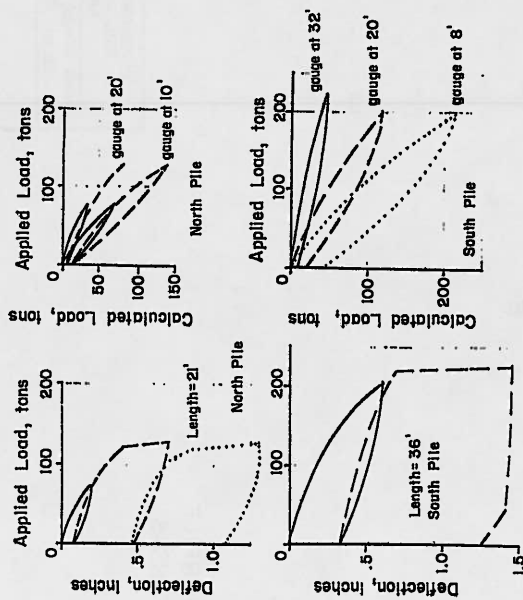 Applied Load, tons
0
100
200
Deflection, Inches
0
.5
1.0
Length=21'
North Pile
Applied Load, tons
0
100
200
Calculated Load, tons
0
50
100
150
gauge at 20'
gauge at 10'
North Pile
0
100
200
Deflection, Inches
0
.5
1.0
1.5
Length=36'
South Pile
Applied Load, tons
0
100
200
Calculated Load, tons
0
100
200
gauge at 32'
gauge at 20'
gauge at 8'
South Pile